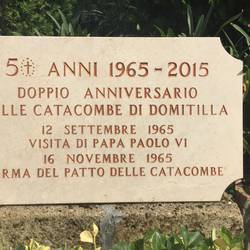 5 ANNI 1965-2015
DOPPIO ANNIVERSARIO
LLE CATACOMBE DI DOMITILLA
12 SETTEMBRE 1965
VISITA DI PAPA PAOLO VI
16 NOVEMBRE 1965
RMA DEL PATTO DELLE CATACOMBE